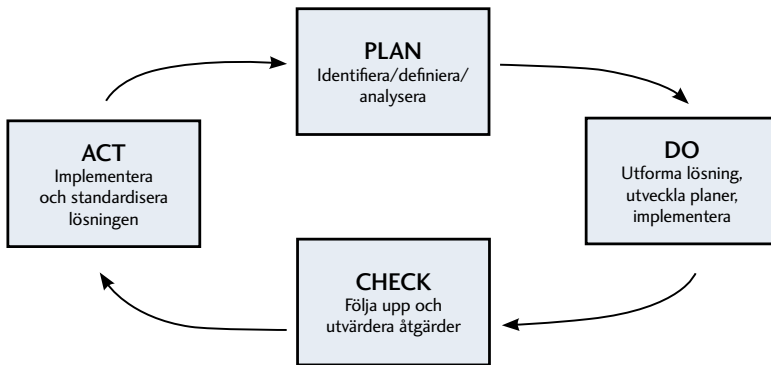 PLAN
Identifiera/definiera/
analysera
DO
Utforma lösning,
utveckla planer,
implementera
CHECK
Följa upp och
utvärdera åtgärder
ACT
Implementera
och standardisera
lösningen